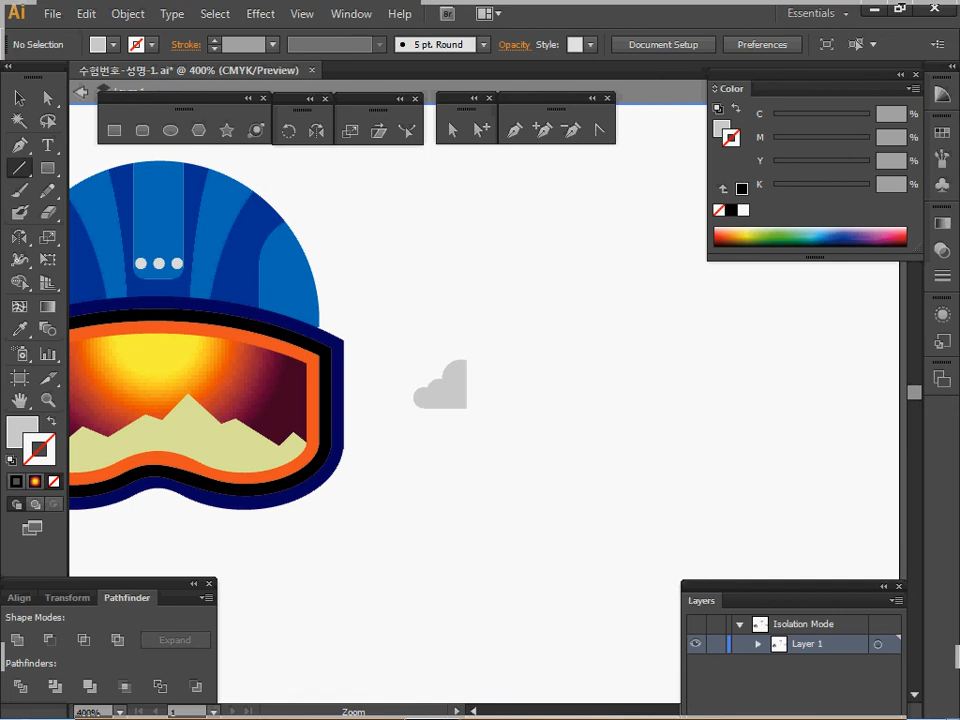 Ai File Edit Object Type Select Effect View Window Help Br Essentials
No Selection Stroke: 5 pt. Round Opacity Style: Document Setup Preferences
수험번호-성명-1. ai* @ 400% (CMYK/Preview)
Color
C %
M %
Y %
K %
T
Align Transform Pathfinder
Shape Modes:
Expand
Pathfinders:
Layers
Isolation Mode
Layer 1
400% 1 Zoom